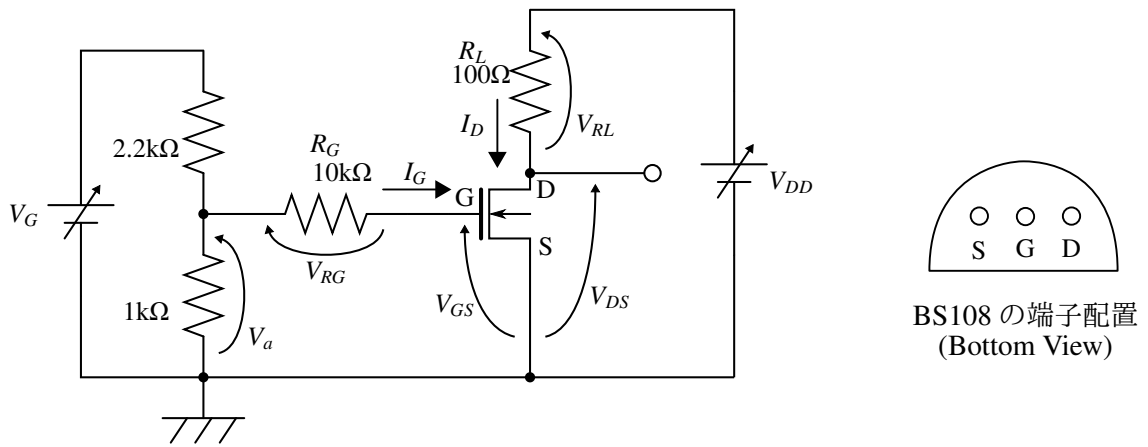 R_L
100Ω
V_RL
I_D
2.2kΩ
R_G
10kΩ
I_G
G
D
S
V_DD
V_G
V_RG
V_GS
V_DS
1kΩ
V_a
S G D
BS108 の端子配置
(Bottom View)